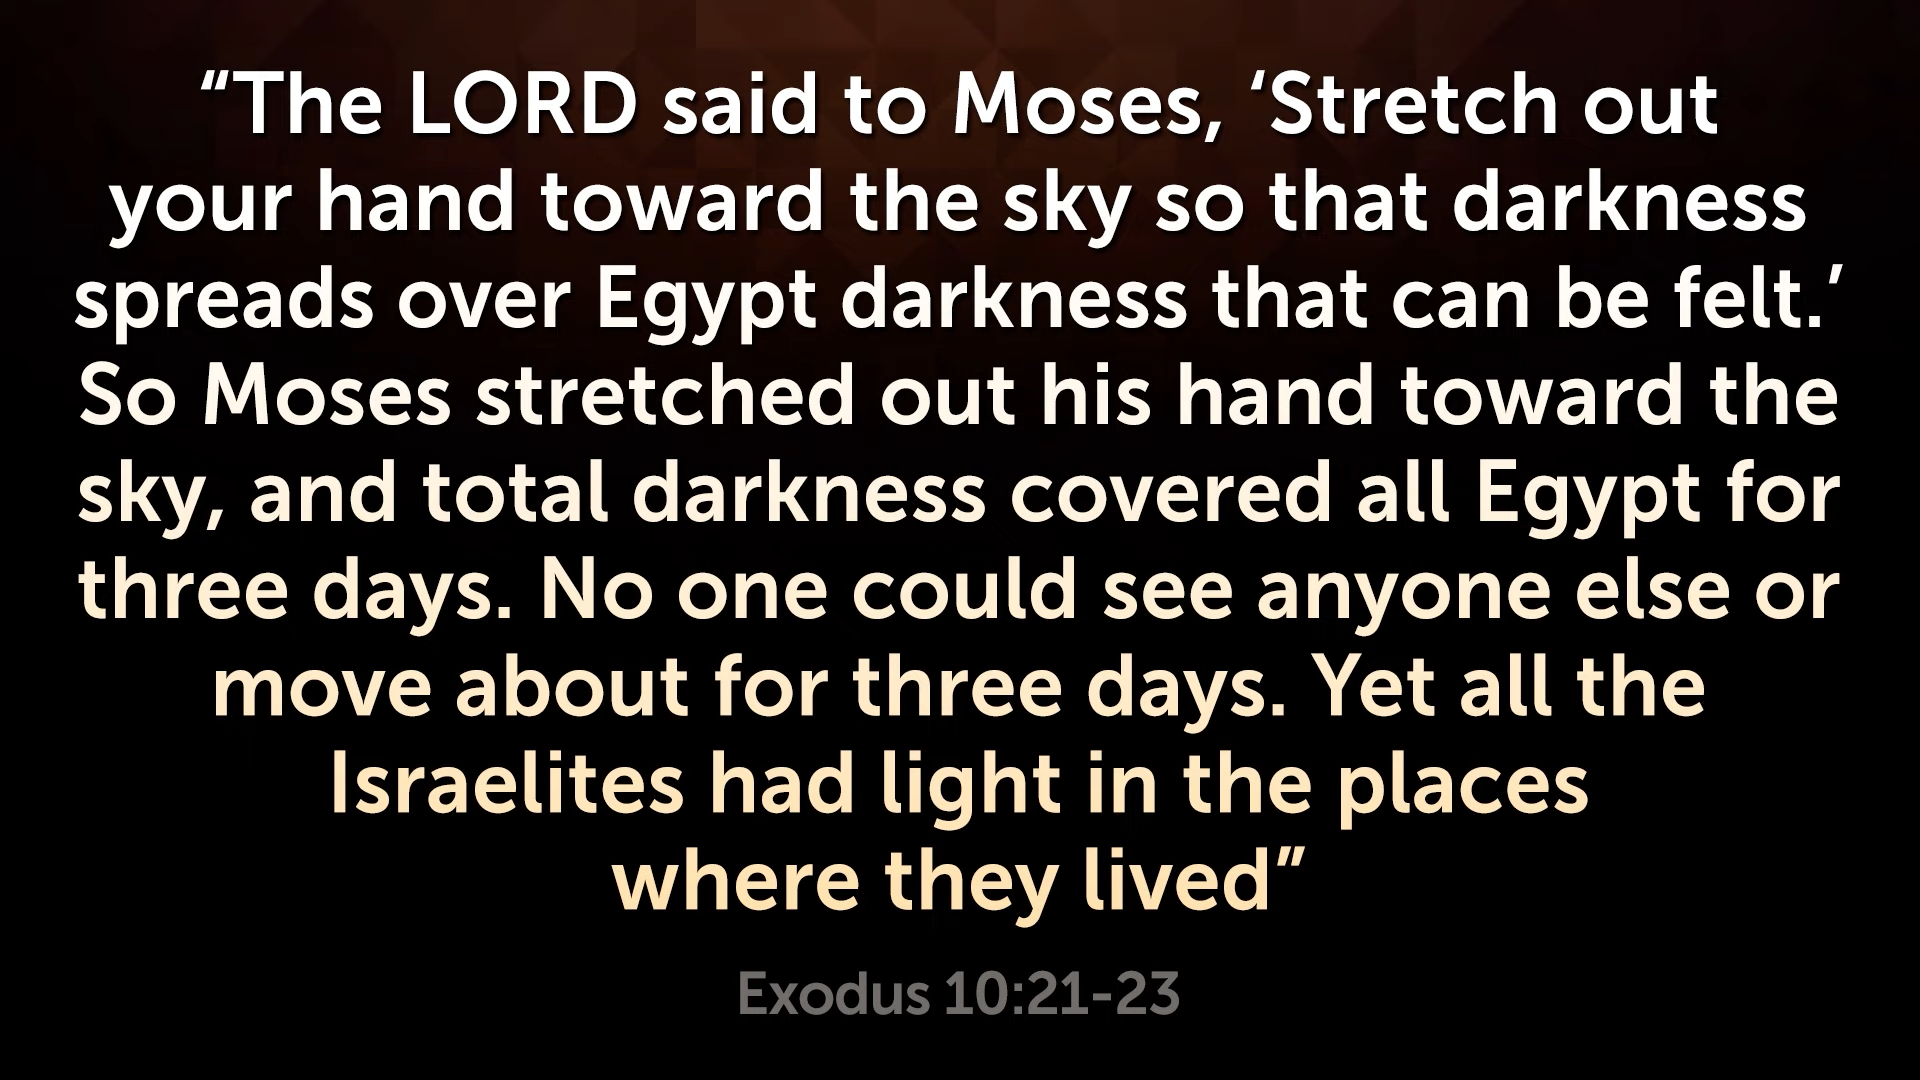 “The LORD said to Moses, ‘Stretch out
your hand toward the sky so that darkness
spreads over Egypt darkness that can be felt.’
So Moses stretched out his hand toward the
sky, and total darkness covered all Egypt for
three days. No one could see anyone else or
move about for three days. Yet all the
Israelites had light in the places
where they lived”
Exodus 10:21-23